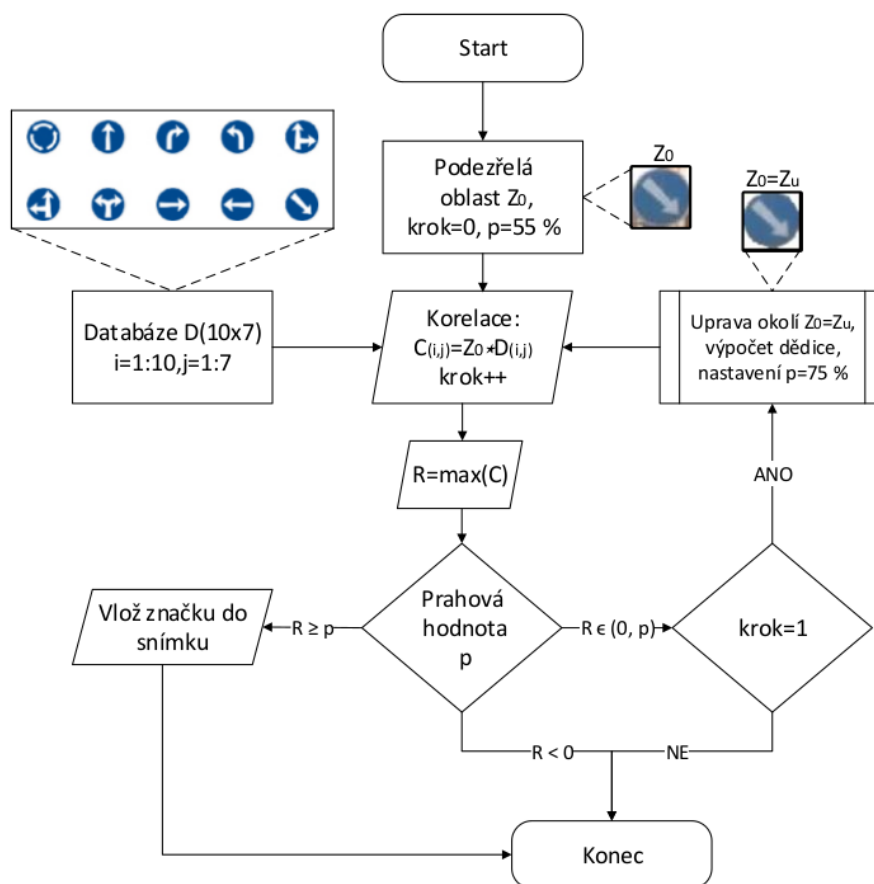 Start
Podezřelá
oblast Z0,
krok=0, p=55 %
Z0
Z0=Zu
Databáze D(10x7)
i=1:10,j=1:7
Korelace:
C(i,j)=Z0⋆D(i,j)
krok++
Uprava okolí Z0=Zu,
výpočet dědice,
nastavení p=75 %
R=max(C)
ANO
Vlož značku do
snímku
R ≥ p
Prahová
hodnota
p
R ϵ (0, p)
krok=1
R < 0
NE
Konec